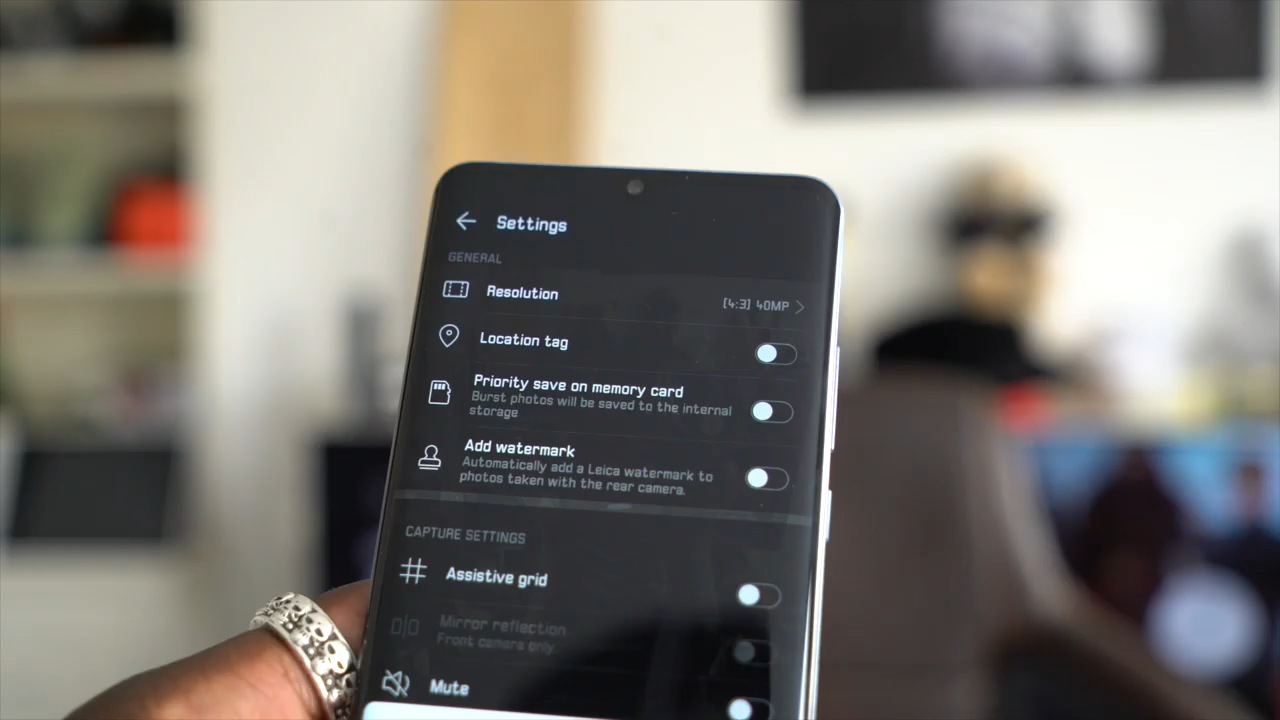 Settings
GENERAL
Resolution
[4:3] 40MP
Location tag
Priority save on memory card
Burst photos will be saved to the internal
storage
Add watermark
Automatically add a Leica watermark to
photos taken with the rear camera.
CAPTURE SETTINGS
Assistive grid
Mirror reflection
Front camera only.
Mute